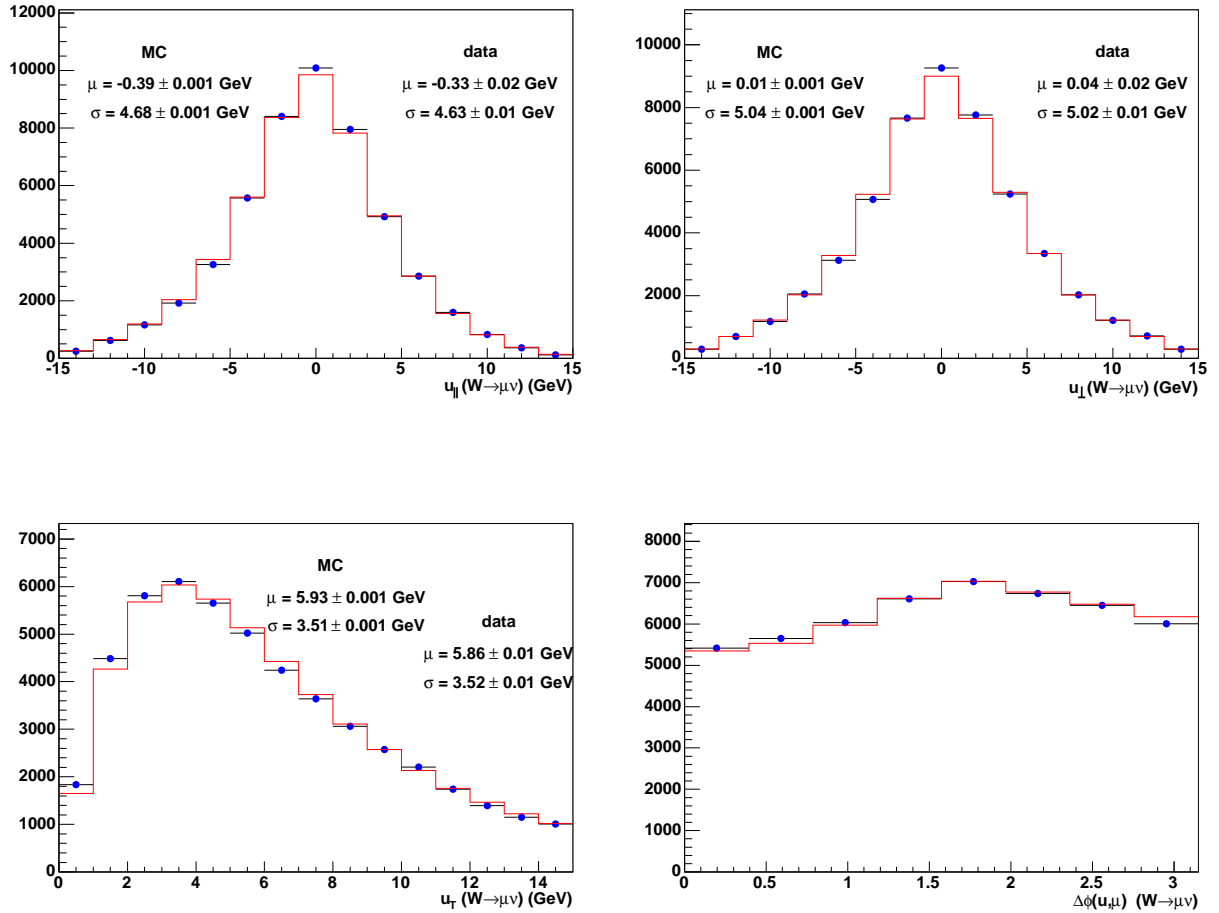 MC data
μ = -0.39 ± 0.001 GeV μ = -0.33 ± 0.02 GeV
σ = 4.68 ± 0.001 GeV σ = 4.63 ± 0.01 GeV
12000
10000
8000
6000
4000
2000
0
-15 -10 -5 0 5 10 15
u|| (W→μν) (GeV)
MC data
μ = 0.01 ± 0.001 GeV μ = 0.04 ± 0.02 GeV
σ = 5.04 ± 0.001 GeV σ = 5.02 ± 0.01 GeV
10000
8000
6000
4000
2000
0
-15 -10 -5 0 5 10 15
u⊥(W→μν) (GeV)
MC
μ = 5.93 ± 0.001 GeV
σ = 3.51 ± 0.001 GeV
data
μ = 5.86 ± 0.01 GeV
σ = 3.52 ± 0.01 GeV
7000
6000
5000
4000
3000
2000
1000
0
0 2 4 6 8 10 12 14
uT (W→μν) (GeV)
8000
7000
6000
5000
4000
3000
2000
1000
0
0 0.5 1 1.5 2 2.5 3
Δϕ(u,μ) (W→μν)